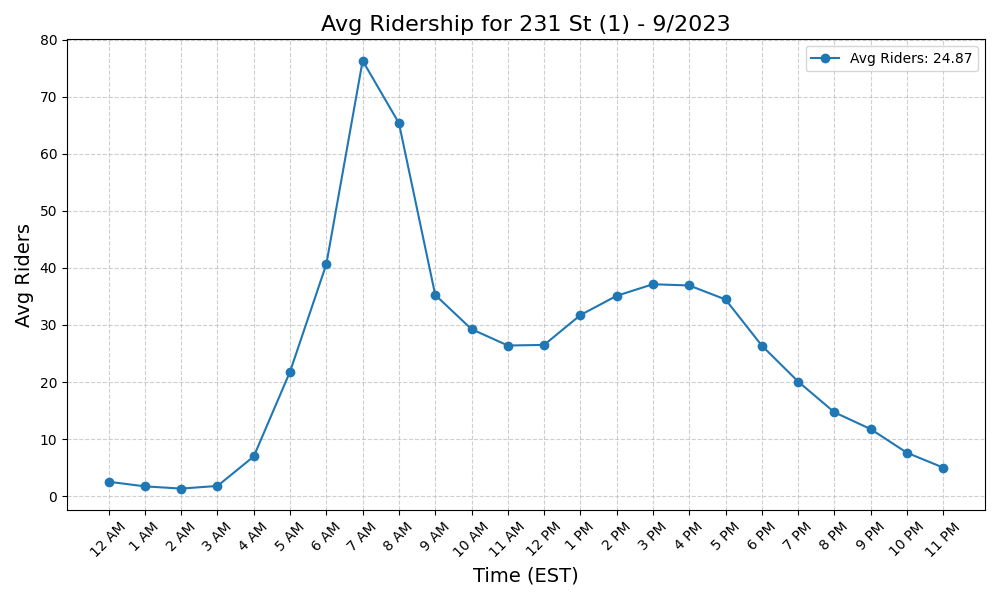 Avg Ridership for 231 St (1) - 9/2023
Avg Riders: 24.87
Avg Riders
80
70
60
50
40
30
20
10
0
12 AM
1 AM
2 AM
3 AM
4 AM
5 AM
6 AM
7 AM
8 AM
9 AM
10 AM
11 AM
12 PM
1 PM
2 PM
3 PM
4 PM
5 PM
6 PM
7 PM
8 PM
9 PM
10 PM
11 PM
Time (EST)